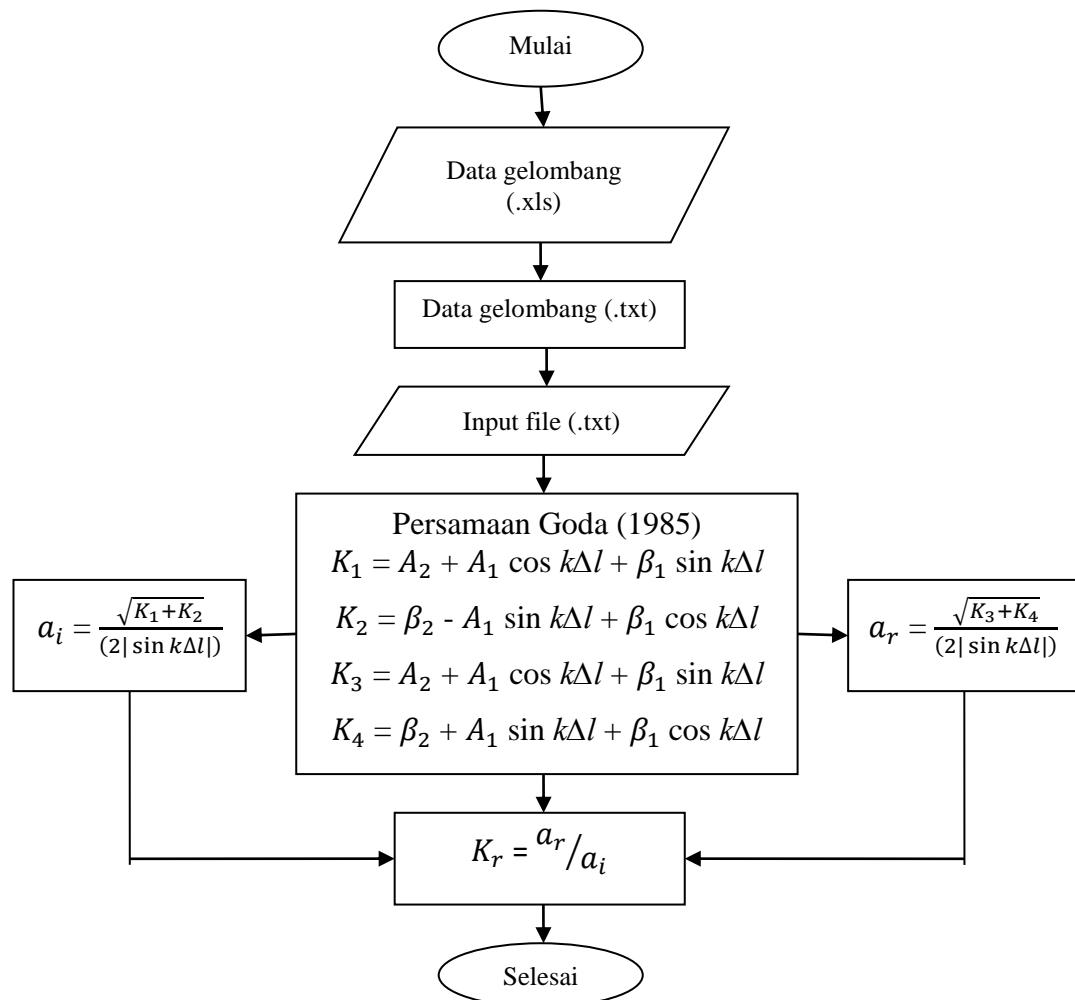 Mulai
Data gelombang
(.xls)
Data gelombang (.txt)
Input file (.txt)
Persamaan Goda (1985)
K₁ = A₂ + A₁ cos kΔl + β₁ sin kΔl
K₂ = β₂ - A₁ sin kΔl + β₁ cos kΔl
K₃ = A₂ + A₁ cos kΔl + β₁ sin kΔl
K₄ = β₂ + A₁ sin kΔl + β₁ cos kΔl
aᵢ = √(K₁+K₂) / (2| sin kΔl|)
aᵣ = √(K₃+K₄) / (2| sin kΔl|)
Kᵣ = aᵣ/aᵢ
Selesai